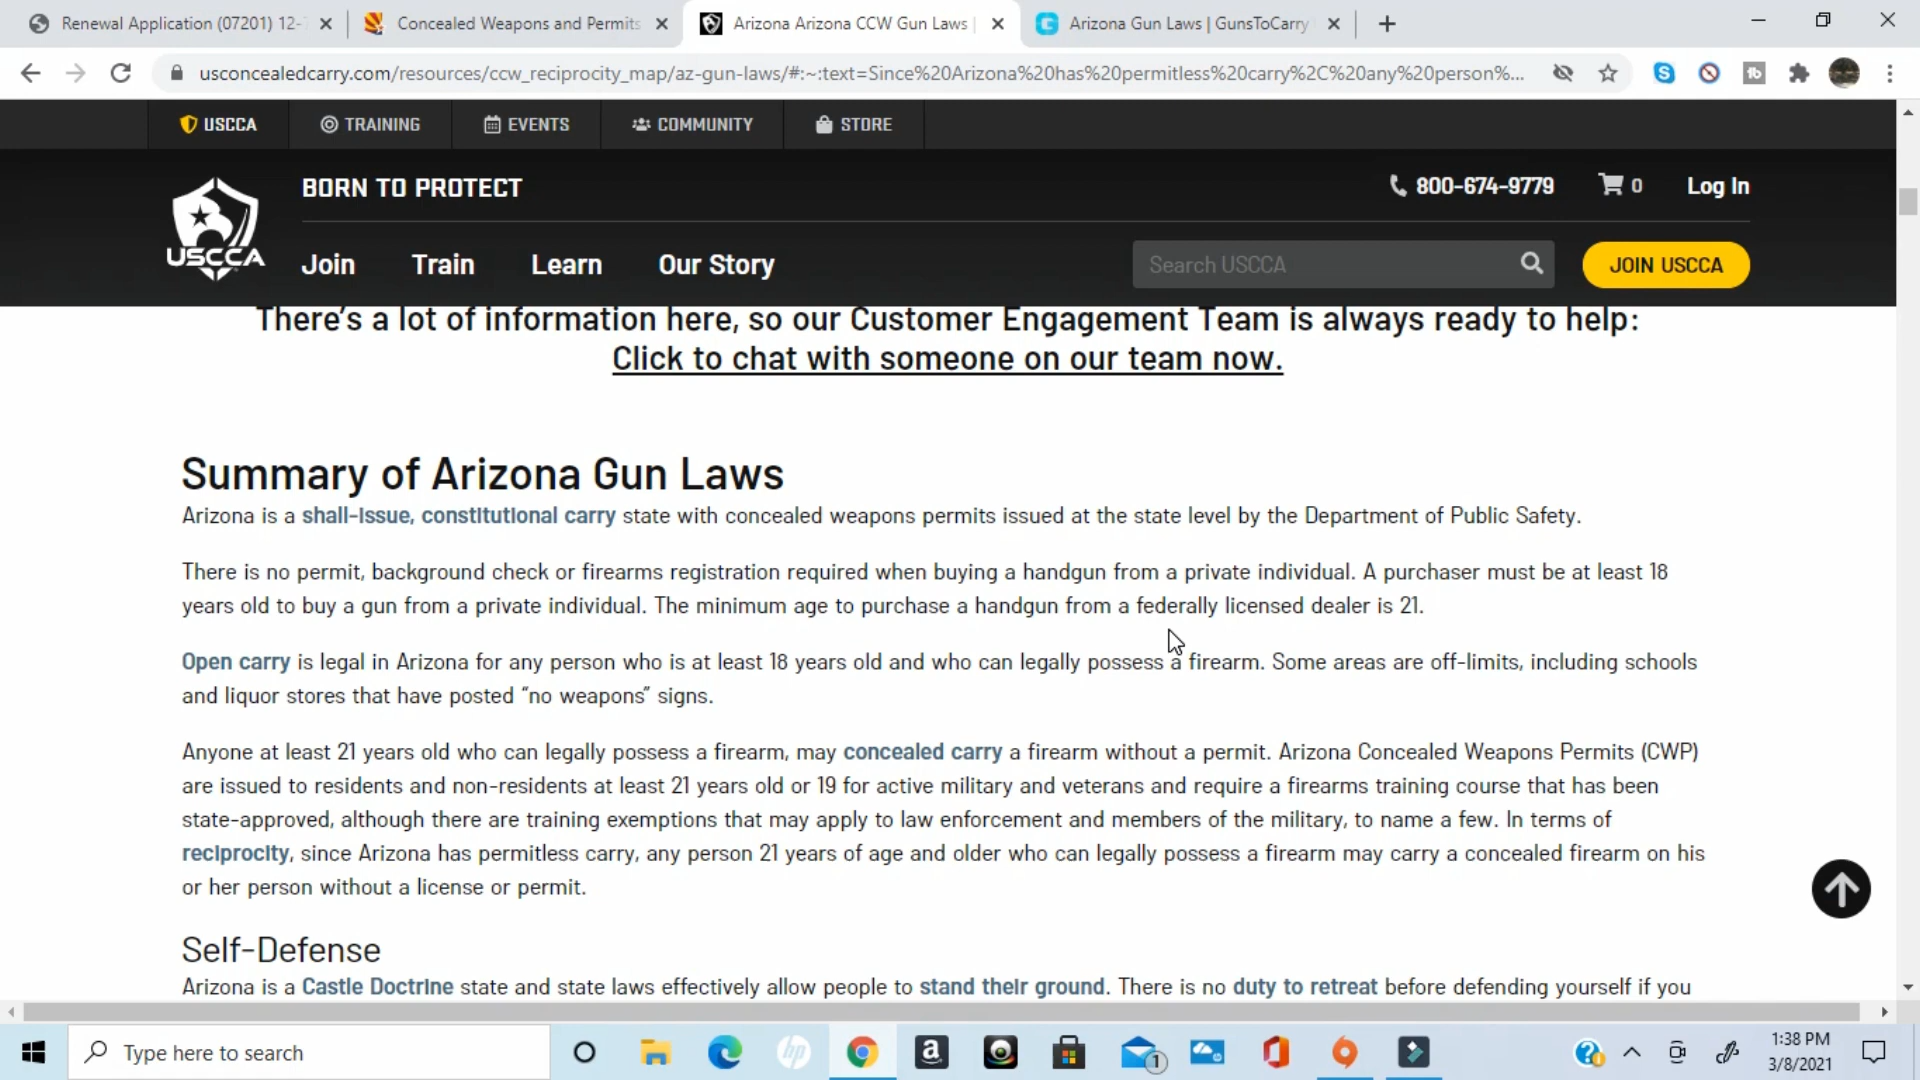 Renewal Application (07201) 12-
Concealed Weapons and Permits
Arizona Arizona CCW Gun Laws |
Arizona Gun Laws | GunsToCarry
usconcealedcarry.com/resources/ccw_reciprocity_map/az-gun-laws/#:~:text=Since%20Arizona%20has%20permitless%20carry%2C%20any%20person%...
USCCA
TRAINING
EVENTS
COMMUNITY
STORE
BORN TO PROTECT
800-674-9779
0
Log In
USCCA
Join
Train
Learn
Our Story
Search USCCA
JOIN USCCA
There's a lot of information here, so our Customer Engagement Team is always ready to help:
Click to chat with someone on our team now.
Summary of Arizona Gun Laws
Arizona is a shall-issue, constitutional carry state with concealed weapons permits issued at the state level by the Department of Public Safety.
There is no permit, background check or firearms registration required when buying a handgun from a private individual. A purchaser must be at least 18
years old to buy a gun from a private individual. The minimum age to purchase a handgun from a federally licensed dealer is 21.
Open carry is legal in Arizona for any person who is at least 18 years old and who can legally possess a firearm. Some areas are off-limits, including schools
and liquor stores that have posted “no weapons” signs.
Anyone at least 21 years old who can legally possess a firearm, may concealed carry a firearm without a permit. Arizona Concealed Weapons Permits (CWP)
are issued to residents and non-residents at least 21 years old or 19 for active military and veterans and require a firearms training course that has been
state-approved, although there are training exemptions that may apply to law enforcement and members of the military, to name a few. In terms of
reciprocity, since Arizona has permitless carry, any person 21 years of age and older who can legally possess a firearm may carry a concealed firearm on his
or her person without a license or permit.
Self-Defense
Arizona is a Castle Doctrine state and state laws effectively allow people to stand their ground. There is no duty to retreat before defending yourself if you
Type here to search
1
1:38 PM
3/8/2021